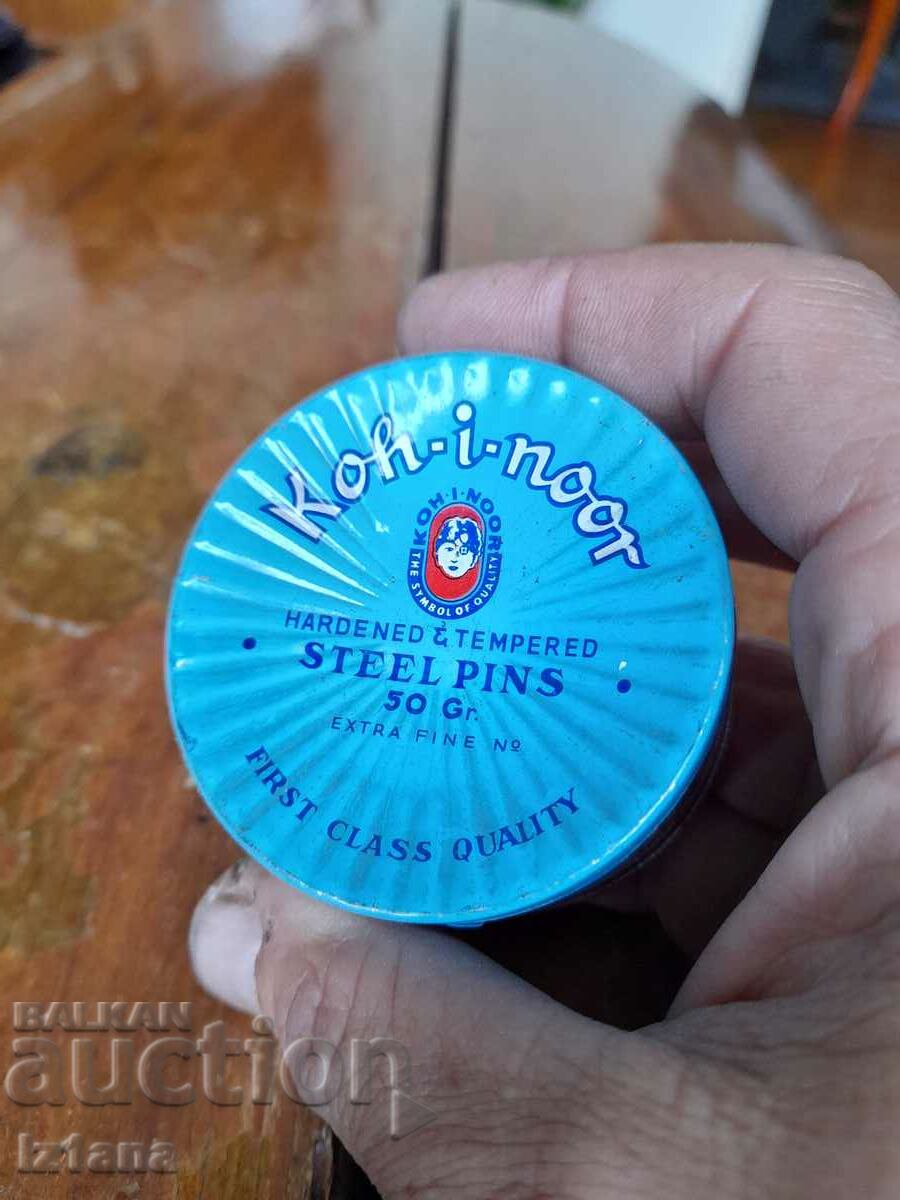 Koh-i-noor
KOH-I-NOOR
THE SYMBOL OF QUALITY
HARDENED & TEMPERED
• STEEL PINS •
50 Gr.
EXTRA FINE Nº
FIRST CLASS QUALITY
BALKAN
auction
Iz1ana